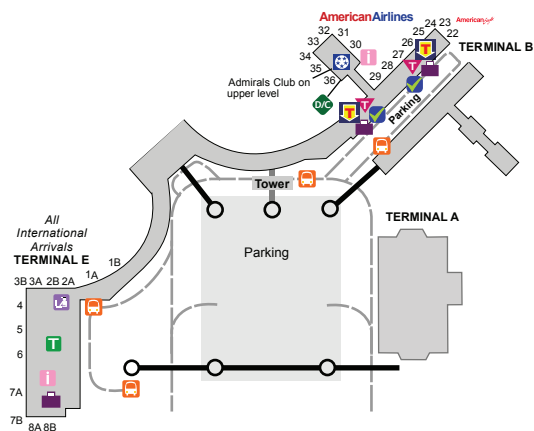 AmericanAirlines
American
32
31
33
30
34
35
36
29
28
27
26
25
24
23
22
TERMINAL B
i
T
T
T
T
Admirals Club on
upper level
D/C
Parking
Tower
Parking
TERMINAL A
All
International
Arrivals
TERMINAL E
1B
1A
3B 3A 2B 2A
4
5
T
6
i
7A
7B
8A 8B